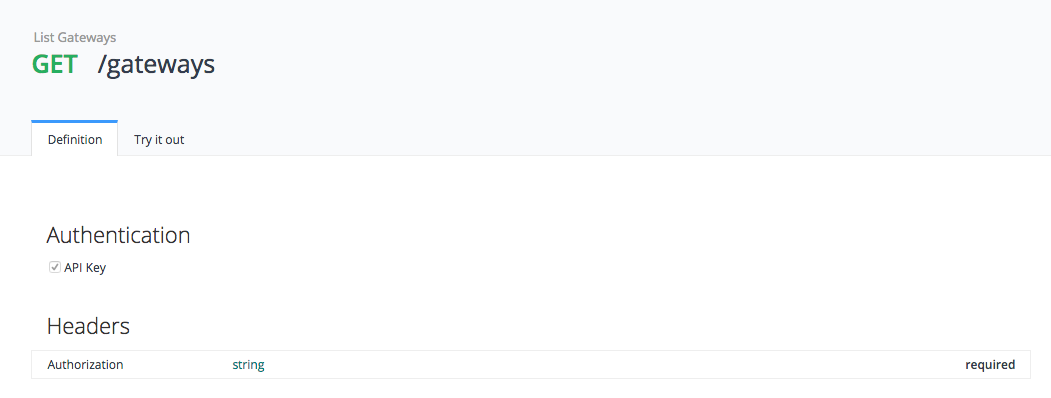 List Gateways
GET /gateways
Definition Try it out
Authentication
API Key
Headers
Authorization string required